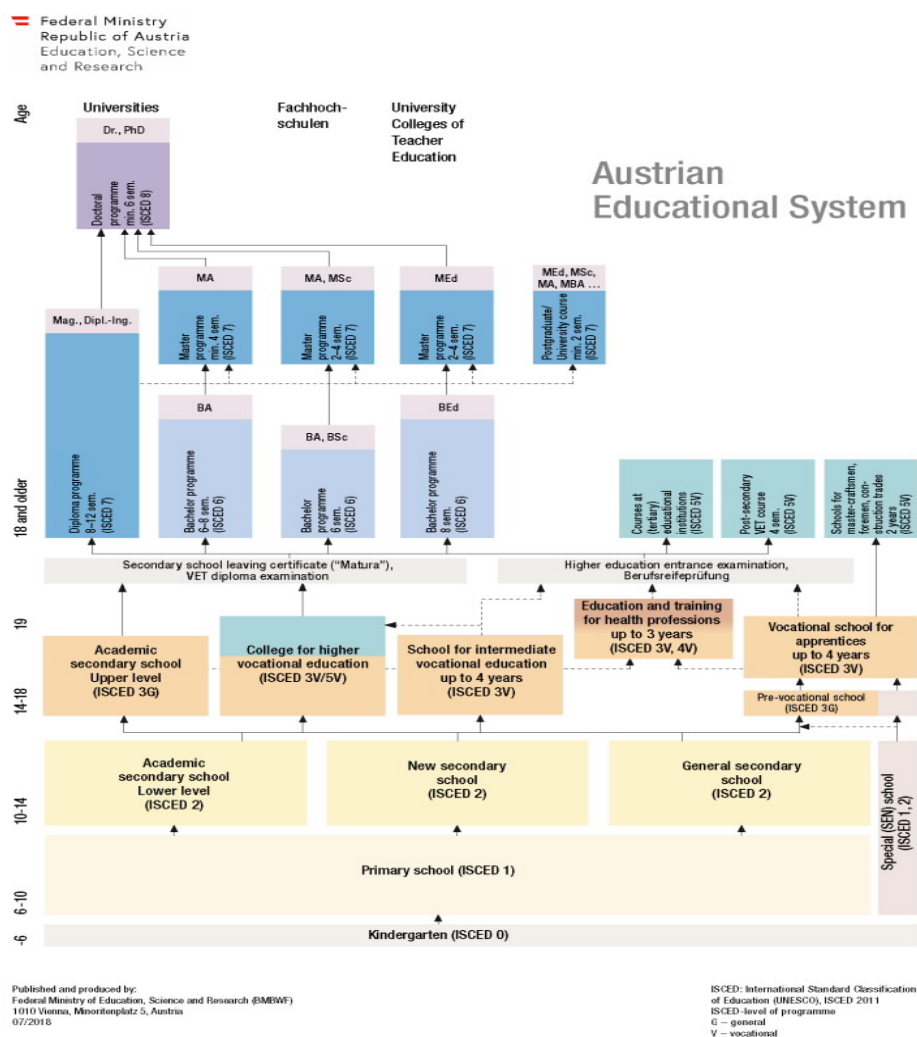 Federal Ministry
Republic of Austria
Education, Science
and Research
Age
Universities
Fachhoch-
schulen
University
Colleges of
Teacher
Education
Austrian
Educational System
Dr., PhD
Doctoral
programme
min. 6 sem.
(ISCED 8)
Mag., Dipl.-Ing.
MA
Master
programme
min. 4 sem.
(ISCED 7)
MA, MSc
Master
programme
2–4 sem.
(ISCED 7)
MEd
Master
programme
2–4 sem.
(ISCED 7)
MEd, MSc,
MA, MBA ...
Postgraduate/
University course
min. 2 sem.
(ISCED 7)
18 and older
Diploma programme
8–12 sem.
(ISCED 7)
BA
Bachelor programme
6–8 sem.
(ISCED 6)
BA, BSc
Bachelor
programme
6 sem.
(ISCED 6)
BEd
Bachelor programme
8 sem.
(ISCED 6)
Courses at
(tertiary)
educational
institutions
(ISCED 5V)
Post-secondary
VET course
4 sem.
(ISCED 5V)
Schools for
master-craftsmen,
foremen, con-
struction trades
2 years
(ISCED 5V)
Secondary school leaving certificate (“Matura”),
VET diploma examination
Higher education entrance examination,
Berufsreifeprüfung
19
14-18
Academic
secondary school
Upper level
(ISCED 3G)
College for higher
vocational education
(ISCED 3V/5V)
School for intermediate
vocational education
up to 4 years
(ISCED 3V)
Education and training
for health professions
up to 3 years
(ISCED 3V, 4V)
Vocational school for
apprentices
up to 4 years
(ISCED 3V)
Pre-vocational school
(ISCED 3G)
10-14
Academic
secondary school
Lower level
(ISCED 2)
New secondary
school
(ISCED 2)
General secondary
school
(ISCED 2)
Special (SEN) school
(ISCED 1, 2)
6-10
Primary school (ISCED 1)
-6
Kindergarten (ISCED 0)
Published and produced by:
Federal Ministry of Education, Science and Research (BMBWF)
1010 Vienna, Minoritenplatz 5, Austria
07/2018
ISCED: International Standard Classification
of Education (UNESCO), ISCED 2011
ISCED-level of programme
G – general
V – vocational